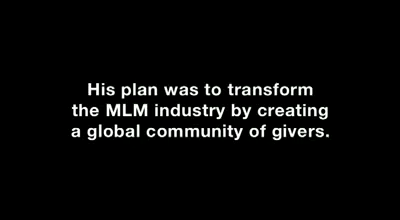 His plan was to transform
the MLM industry by creating
a global community of givers.